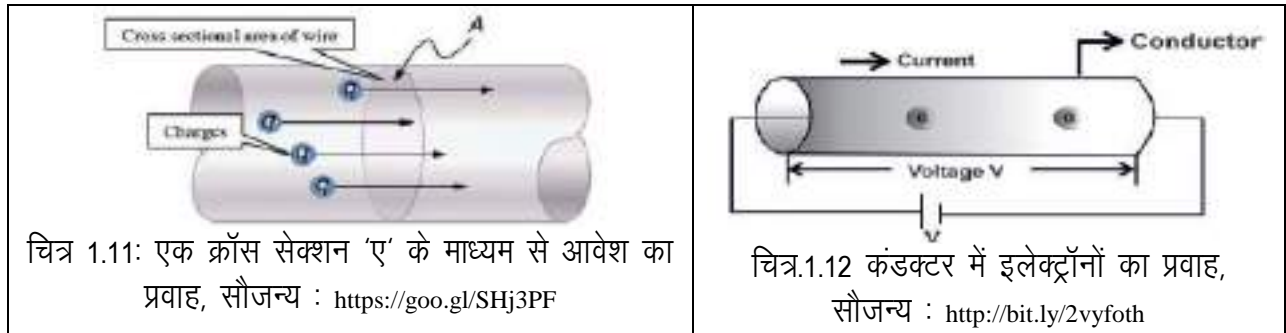 Cross sectional area of wire
A
Charges
चित्र 1.11: एक क्रॉस सेक्शन 'ए' के माध्यम से आवेश का
प्रवाह, सौजन्य : https://goo.gl/SHj3PF
Conductor
Current
Voltage V
V
चित्र.1.12 कंडक्टर में इलेक्ट्रॉनों का प्रवाह,
सौजन्य : http://bit.ly/2vyfoth